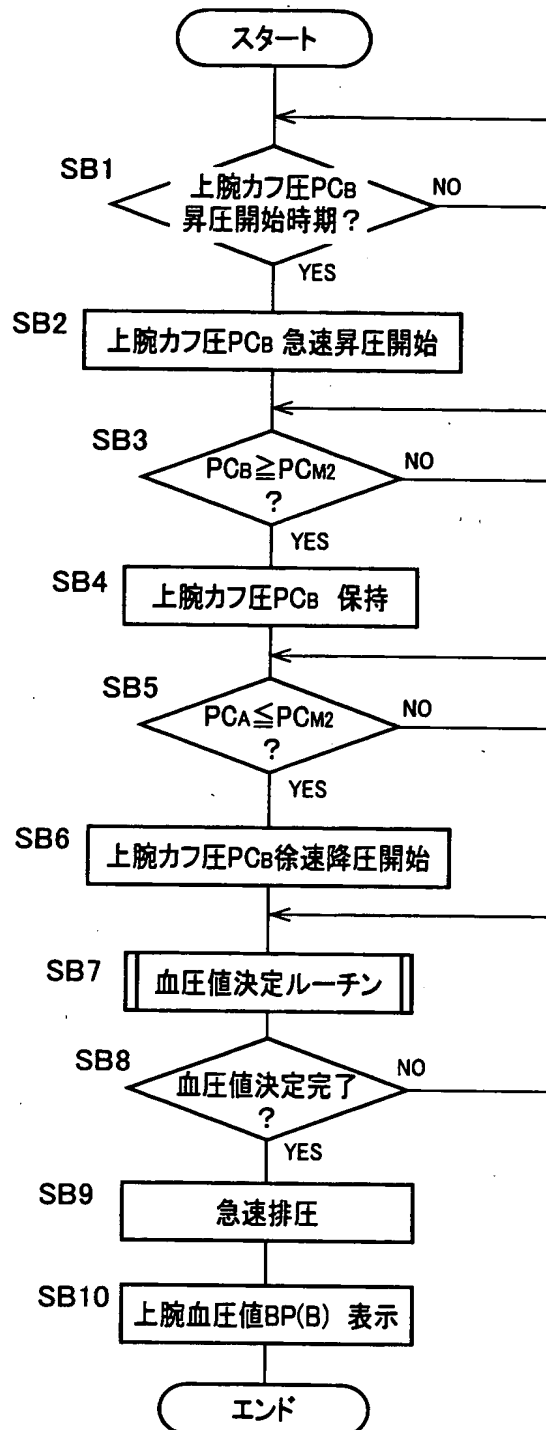 スタート
SB1
上腕カフ圧PCB
昇圧開始時期？
NO
YES
SB2
上腕カフ圧PCB 急速昇圧開始
SB3
PCB≧PCM2
？
NO
YES
SB4
上腕カフ圧PCB 保持
SB5
PCA≦PCM2
？
NO
YES
SB6
上腕カフ圧PCB徐速降圧開始
SB7
血圧値決定ルーチン
SB8
血圧値決定完了
？
NO
YES
SB9
急速排圧
SB10
上腕血圧値BP(B) 表示
エンド